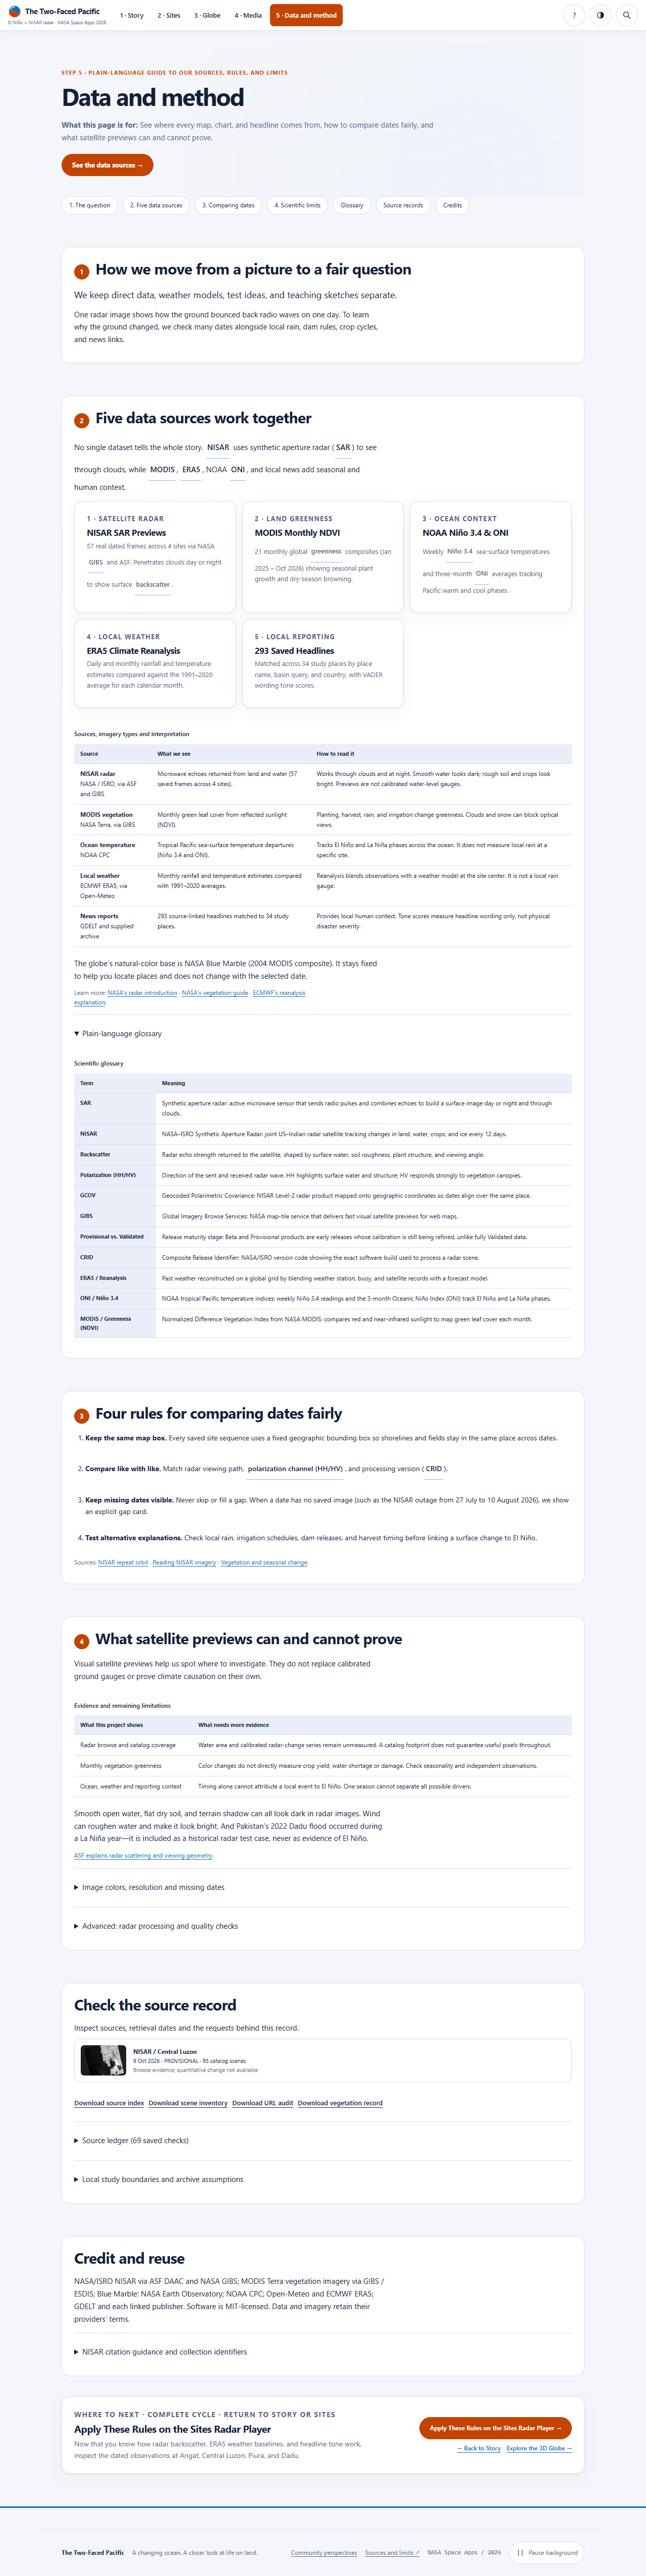 The Two-Faced Pacific
El Niño × NISAR radar · NASA Space Apps 2026
1 · Story
2 · Sites
3 · Globe
4 · Media
5 · Data and method
?
STEP 5 · PLAIN-LANGUAGE GUIDE TO OUR SOURCES, RULES, AND LIMITS
Data and method
What this page is for: See where every map, chart, and headline comes from, how to compare dates fairly, and
what satellite previews can and cannot prove.
See the data sources →
1. The question
2. Five data sources
3. Comparing dates
4. Scientific limits
Glossary
Source records
Credits
1 How we move from a picture to a fair question
We keep direct data, weather models, test ideas, and teaching sketches separate.
One radar image shows how the ground bounced back radio waves on one day. To learn
why the ground changed, we check many dates alongside local rain, dam rules, crop cycles,
and news links.
2 Five data sources work together
No single dataset tells the whole story. NISAR uses synthetic aperture radar ( SAR ) to see
through clouds, while MODIS , ERA5 , NOAA ONI , and local news add seasonal and
human context.
1 · SATELLITE RADAR
NISAR SAR Previews
57 real dated frames across 4 sites via NASA
GIBS and ASF. Penetrates clouds day or night
to show surface backscatter .
2 · LAND GREENNESS
MODIS Monthly NDVI
21 monthly global greenness composites (Jan
2025 – Oct 2026) showing seasonal plant
growth and dry-season browning.
3 · OCEAN CONTEXT
NOAA Niño 3.4 & ONI
Weekly Niño 3.4 sea-surface temperatures
and three-month ONI averages tracking
Pacific warm and cool phases.
4 · LOCAL WEATHER
ERA5 Climate Reanalysis
Daily and monthly rainfall and temperature
estimates compared against the 1991–2020
average for each calendar month.
5 · LOCAL REPORTING
293 Saved Headlines
Matched across 34 study places by place
name, basin query, and country, with VADER
wording tone scores.
Sources, imagery types and interpretation
Source
What we see
How to read it
NISAR radar
NASA / ISRO, via ASF
and GIBS
Microwave echoes returned from land and water (57
saved frames across 4 sites).
Works through clouds and at night. Smooth water looks dark; rough soil and crops look
bright. Previews are not calibrated water-level gauges.
MODIS vegetation
NASA Terra, via GIBS
Monthly green leaf cover from reflected sunlight
(NDVI).
Planting, harvest, rain, and irrigation change greenness. Clouds and snow can block optical
views.
Ocean temperature
NOAA CPC
Tropical Pacific sea-surface temperature departures
(Niño 3.4 and ONI).
Tracks El Niño and La Niña phases across the ocean. It does not measure local rain at a
specific site.
Local weather
ECMWF ERA5, via
Open-Meteo
Monthly rainfall and temperature estimates compared
with 1991–2020 averages.
Reanalysis blends observations with a weather model at the site center. It is not a local rain
gauge.
News reports
GDELT and supplied
archive
293 source-linked headlines matched to 34 study
places.
Provides local human context. Tone scores measure headline wording only, not physical
disaster severity.
The globe's natural-color base is NASA Blue Marble (2004 MODIS composite). It stays fixed
to help you locate places and does not change with the selected date.
Learn more: NASA's radar introduction · NASA's vegetation guide · ECMWF's reanalysis
explanation.
▼ Plain-language glossary
Scientific glossary
Term
Meaning
SAR
Synthetic aperture radar: active microwave sensor that sends radio pulses and combines echoes to build a surface image day or night and through
clouds.
NISAR
NASA–ISRO Synthetic Aperture Radar: joint US–Indian radar satellite tracking changes in land, water, crops, and ice every 12 days.
Backscatter
Radar echo strength returned to the satellite, shaped by surface water, soil roughness, plant structure, and viewing angle.
Polarization (HH/HV)
Direction of the sent and received radar wave. HH highlights surface water and structure; HV responds strongly to vegetation canopies.
GCOV
Geocoded Polarimetric Covariance: NISAR Level-2 radar product mapped onto geographic coordinates so dates align over the same place.
GIBS
Global Imagery Browse Services: NASA map-tile service that delivers fast visual satellite previews for web maps.
Provisional vs. Validated
Release maturity stage: Beta and Provisional products are early releases whose calibration is still being refined, unlike fully Validated data.
CRID
Composite Release Identifier: NASA/ISRO version code showing the exact software build used to process a radar scene.
ERA5 / Reanalysis
Past weather reconstructed on a global grid by blending weather station, buoy, and satellite records with a forecast model.
ONI / Niño 3.4
NOAA tropical Pacific temperature indices: weekly Niño 3.4 readings and the 3-month Oceanic Niño Index (ONI) track El Niño and La Niña phases.
MODIS / Greenness
(NDVI)
Normalized Difference Vegetation Index from NASA MODIS: compares red and near-infrared sunlight to map green leaf cover each month.
3 Four rules for comparing dates fairly
1. Keep the same map box. Every saved site sequence uses a fixed geographic bounding box so shorelines and fields stay in the same place across dates.
2. Compare like with like. Match radar viewing path, polarization channel (HH/HV) , and processing version ( CRID ).
3. Keep missing dates visible. Never skip or fill a gap. When a date has no saved image (such as the NISAR outage from 27 July to 10 August 2026), we show
an explicit gap card.
4. Test alternative explanations. Check local rain, irrigation schedules, dam releases, and harvest timing before linking a surface change to El Niño.
Sources: NISAR repeat orbit · Reading NISAR imagery · Vegetation and seasonal change.
4 What satellite previews can and cannot prove
Visual satellite previews help us spot where to investigate. They do not replace calibrated
ground gauges or prove climate causation on their own.
Evidence and remaining limitations
What this project shows
What needs more evidence
Radar browse and catalog coverage
Water area and calibrated radar-change series remain unmeasured. A catalog footprint does not guarantee useful pixels throughout.
Monthly vegetation greenness
Color changes do not directly measure crop yield, water shortage or damage. Check seasonality and independent observations.
Ocean, weather and reporting context
Timing alone cannot attribute a local event to El Niño. One season cannot separate all possible drivers.
Smooth open water, flat dry soil, and terrain shadow can all look dark in radar images. Wind
can roughen water and make it look bright. And Pakistan's 2022 Dadu flood occurred during
a La Niña year—it is included as a historical radar test case, never as evidence of El Niño.
ASF explains radar scattering and viewing geometry.
▶ Image colors, resolution and missing dates
▶ Advanced: radar processing and quality checks
Check the source record
Inspect sources, retrieval dates and the requests behind this record.
NISAR / Central Luzon
9 Oct 2026 · PROVISIONAL · 95 catalog scenes
Browse evidence; quantitative change not available
Download source index
Download scene inventory
Download URL audit
Download vegetation record
▶ Source ledger (69 saved checks)
▶ Local study boundaries and archive assumptions
Credit and reuse
NASA/ISRO NISAR via ASF DAAC and NASA GIBS; MODIS Terra vegetation imagery via GIBS /
ESDIS; Blue Marble: NASA Earth Observatory; NOAA CPC; Open-Meteo and ECMWF ERA5;
GDELT and each linked publisher. Software is MIT-licensed. Data and imagery retain their
providers' terms.
▶ NISAR citation guidance and collection identifiers
WHERE TO NEXT · COMPLETE CYCLE · RETURN TO STORY OR SITES
Apply These Rules on the Sites Radar Player
Now that you know how radar backscatter, ERA5 weather baselines, and headline tone work,
inspect the dated observations at Angat, Central Luzon, Piura, and Dadu.
Apply These Rules on the Sites Radar Player →
← Back to Story
Explore the 3D Globe →
The Two-Faced Pacific
A changing ocean. A closer look at life on land.
Community perspectives
Sources and limits ↗
NASA Space Apps / 2026
Pause background